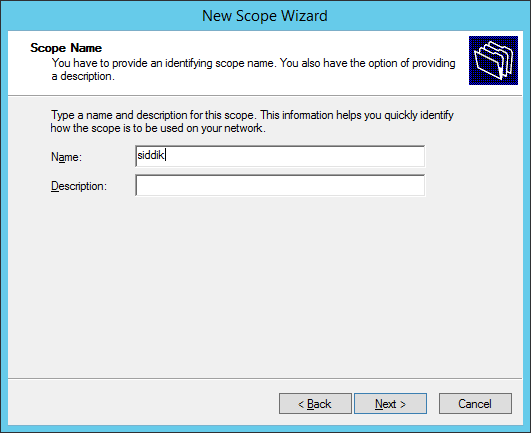 New Scope Wizard
Scope Name
You have to provide an identifying scope name. You also have the option of providing
a description.
Type a name and description for this scope. This information helps you quickly identify
how the scope is to be used on your network.
Name:
siddik
Description:
< Back
Next >
Cancel